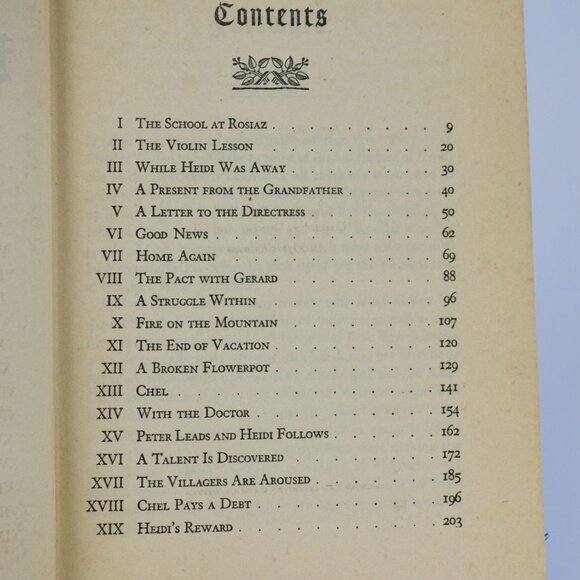 Contents
I The School at Rosiaz . . . . . . . . 9
II The Violin Lesson . . . . . . . . . 20
III While Heidi Was Away . . . . . . . 30
IV A Present from the Grandfather . . . . 40
V A Letter to the Directress . . . . . . 50
VI Good News . . . . . . . . . . . 62
VII Home Again . . . . . . . . . . . 69
VIII The Pact with Gerard . . . . . . . 88
IX A Struggle Within . . . . . . . . . 96
X Fire on the Mountain . . . . . . . . 107
XI The End of Vacation . . . . . . . . 120
XII A Broken Flowerpot . . . . . . . . 129
XIII Chel . . . . . . . . . . . . . 141
XIV With the Doctor . . . . . . . . . 154
XV Peter Leads and Heidi Follows . . . . . 162
XVI A Talent Is Discovered . . . . . . . 172
XVII The Villagers Are Aroused . . . . . . 185
XVIII Chel Pays a Debt . . . . . . . . . 196
XIX Heidi's Reward . . . . . . . . . . 203